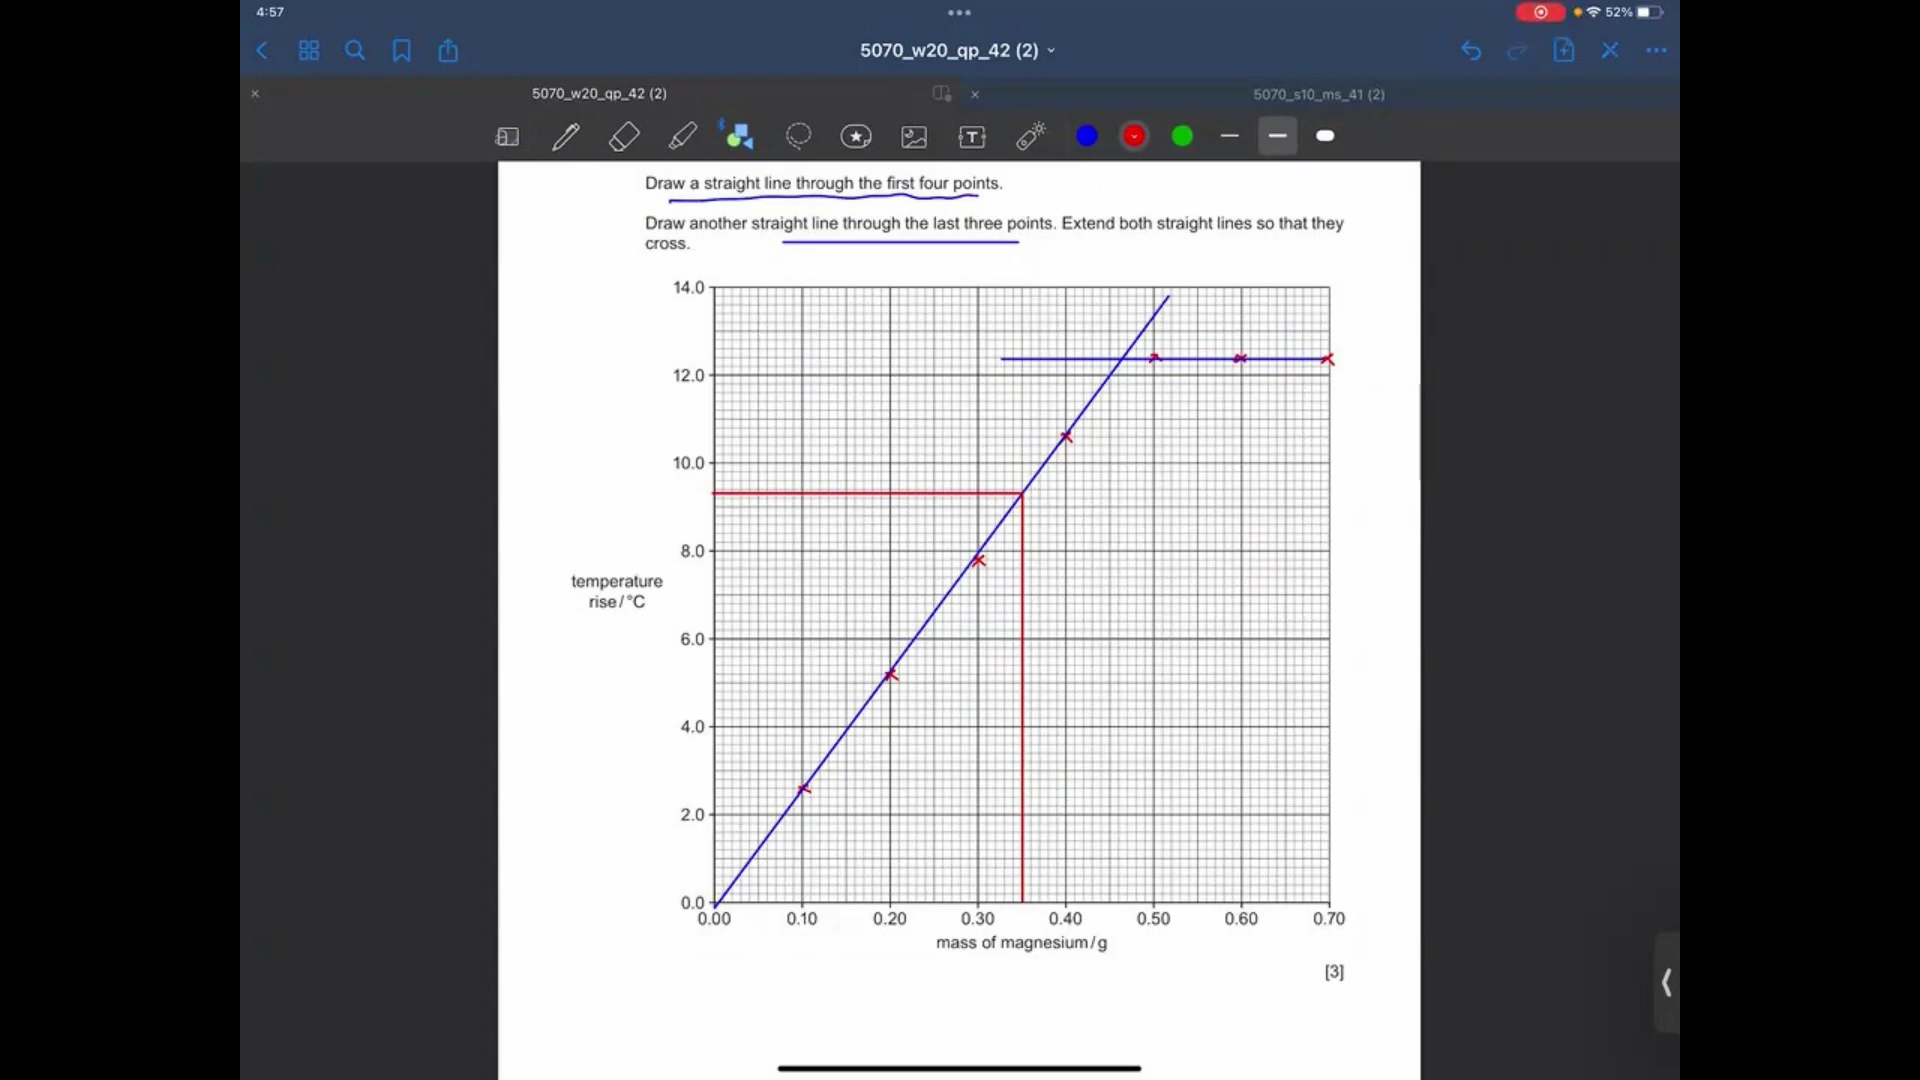 4:57
52%
5070_w20_qp_42 (2)
5070_w20_qp_42 (2)
5070_s10_ms_41 (2)
Draw a straight line through the first four points.
Draw another straight line through the last three points. Extend both straight lines so that they
cross.
14.0
12.0
10.0
8.0
temperature
rise / °C
6.0
4.0
2.0
0.0
0.00 0.10 0.20 0.30 0.40 0.50 0.60 0.70
mass of magnesium / g
[3]